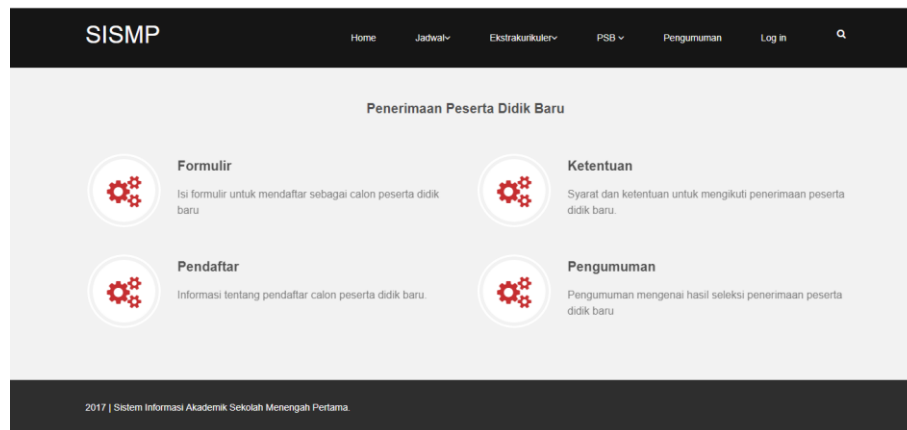 SISMP
Home Jadwal Ekstrakurikuler PSB Pengumuman Log in
Penerimaan Peserta Didik Baru
Formulir
Isi formulir untuk mendaftar sebagai calon peserta didik
baru
Ketentuan
Syarat dan ketentuan untuk mengikuti penerimaan peserta
didik baru.
Pendaftar
Informasi tentang pendaftar calon peserta didik baru.
Pengumuman
Pengumuman mengenai hasil seleksi penerimaan peserta
didik baru
2017 | Sistem Informasi Akademik Sekolah Menengah Pertama.